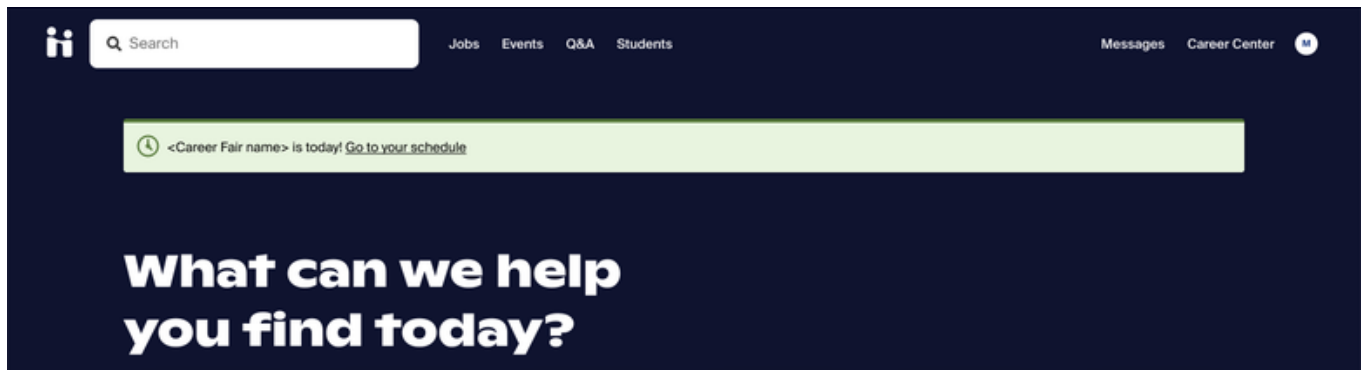 Search Jobs Events Q&A Students Messages Career Center M
<Career Fair name> is today! Go to your schedule
What can we help
you find today?